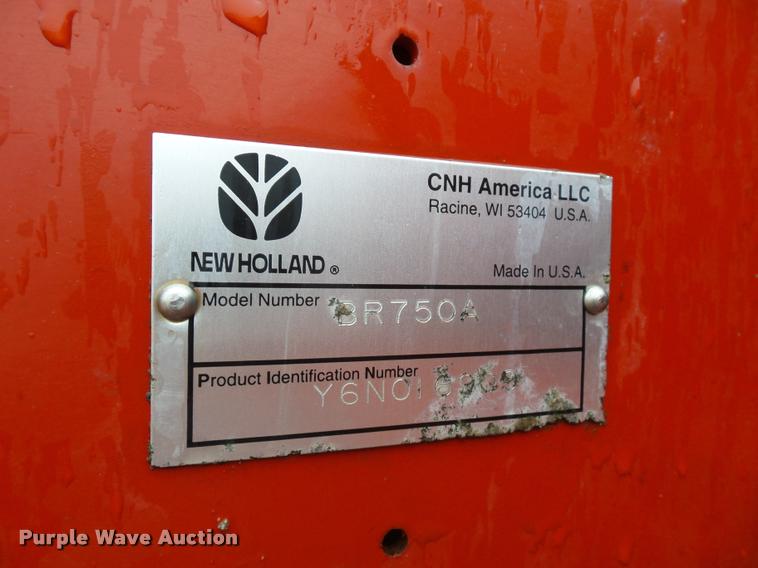 CNH America LLC
Racine, WI 53404 U.S.A.
NEW HOLLAND ®
Made In U.S.A.
Model Number
BR750A
Product Identification Number
Purple Wave Auction